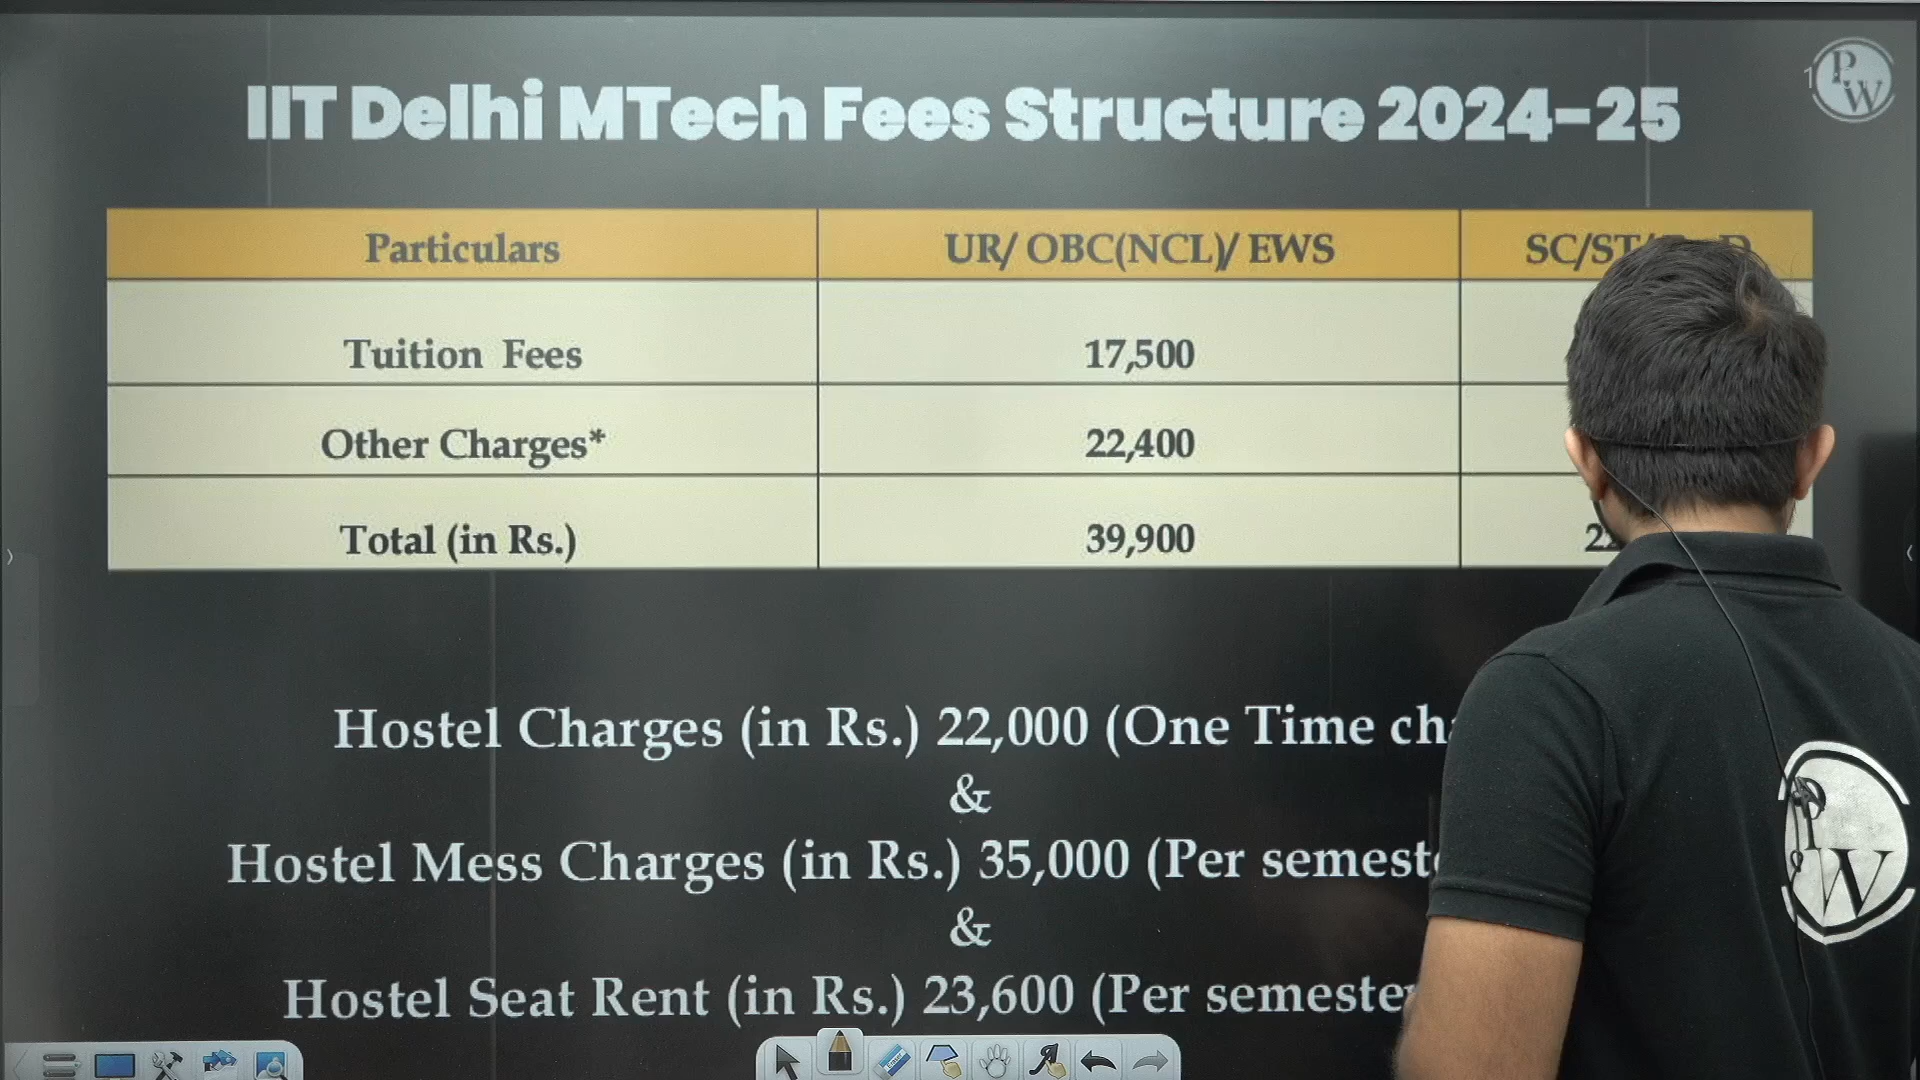 IIT Delhi MTech Fees Structure 2024-25
PW
Particulars UR/ OBC(NCL)/ EWS
Tuition Fees 17,500
Other Charges* 22,400
Total (in Rs.) 39,900
Hostel Charges (in Rs.) 22,000 (One Time
&
Hostel Mess Charges (in Rs.) 35,000 (Per
&
Hostel Seat Rent (in Rs.) 23,600 (Per
PW